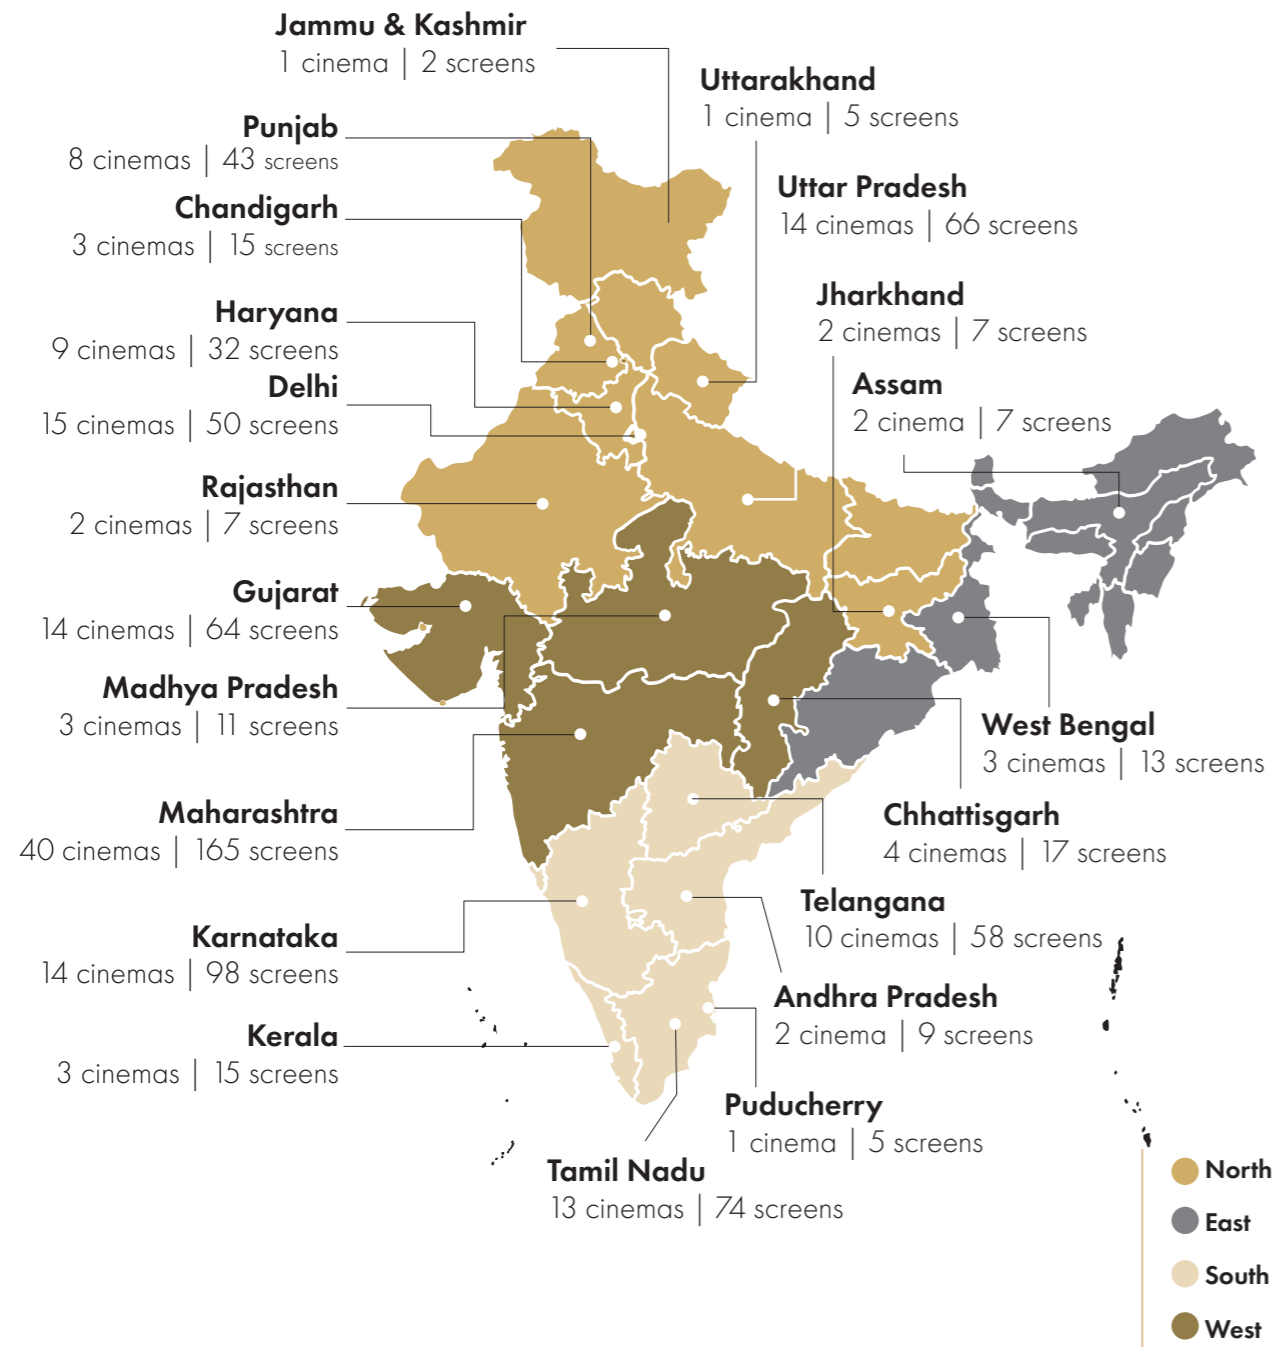 Jammu & Kashmir
1 cinema | 2 screens
Uttarakhand
1 cinema | 5 screens
Punjab
8 cinemas | 43 screens
Uttar Pradesh
14 cinemas | 66 screens
Chandigarh
3 cinemas | 15 screens
Jharkhand
2 cinemas | 7 screens
Haryana
9 cinemas | 32 screens
Assam
2 cinema | 7 screens
Delhi
15 cinemas | 50 screens
Rajasthan
2 cinemas | 7 screens
Gujarat
14 cinemas | 64 screens
Madhya Pradesh
3 cinemas | 11 screens
West Bengal
3 cinemas | 13 screens
Maharashtra
40 cinemas | 165 screens
Chhattisgarh
4 cinemas | 17 screens
Telangana
10 cinemas | 58 screens
Karnataka
14 cinemas | 98 screens
Andhra Pradesh
2 cinema | 9 screens
Kerala
3 cinemas | 15 screens
Puducherry
1 cinema | 5 screens
Tamil Nadu
13 cinemas | 74 screens
North
East
South
West